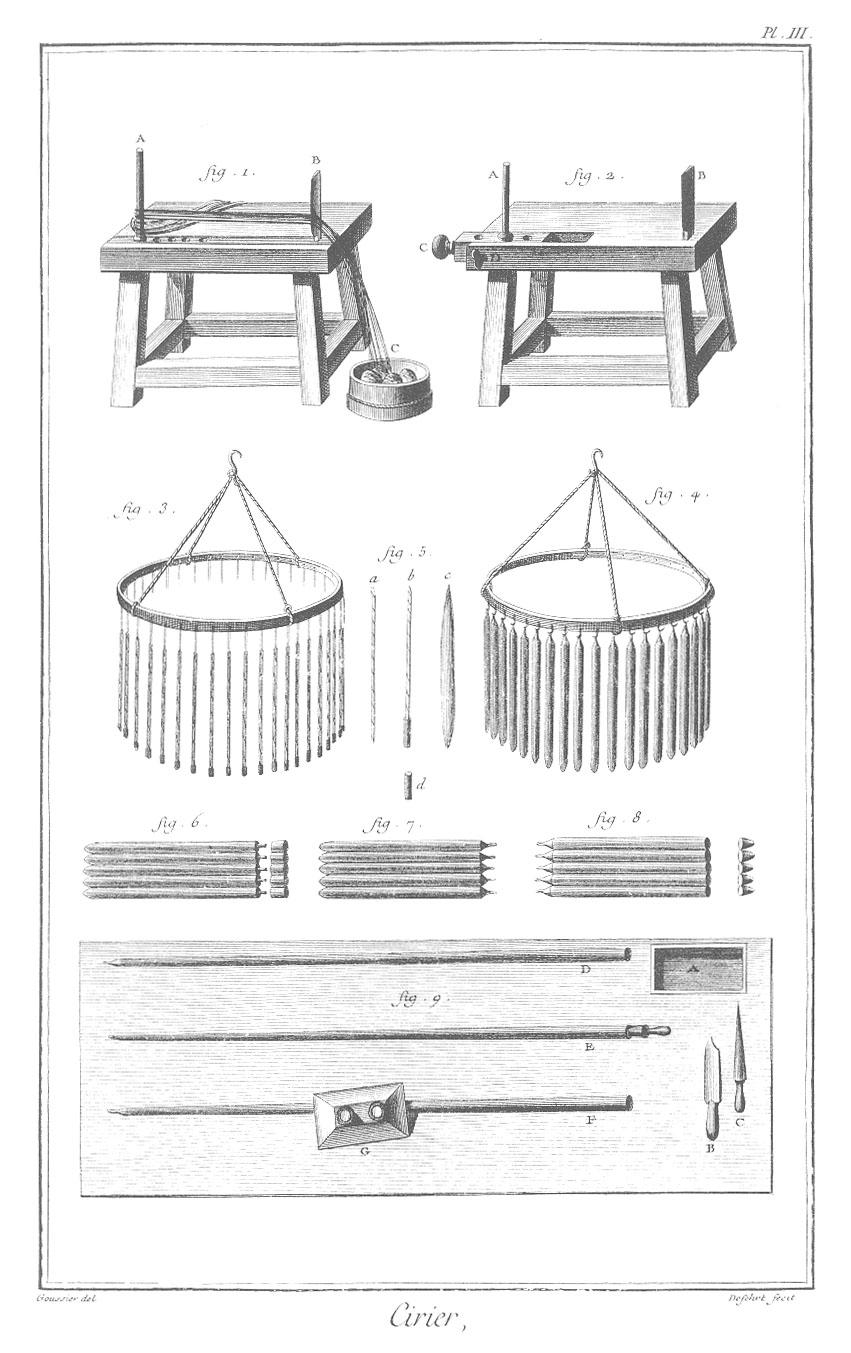 Pl. III.
A
fig. 1.
B
C
A
fig. 2.
B
C
D
fig. 3.
fig. 4.
fig. 5.
a b c
d
fig. 6.
fig. 7.
fig. 8.
D
A
fig. 9.
E
F
G
B
C
Goussier del
Defehrt fecit
Cirier,